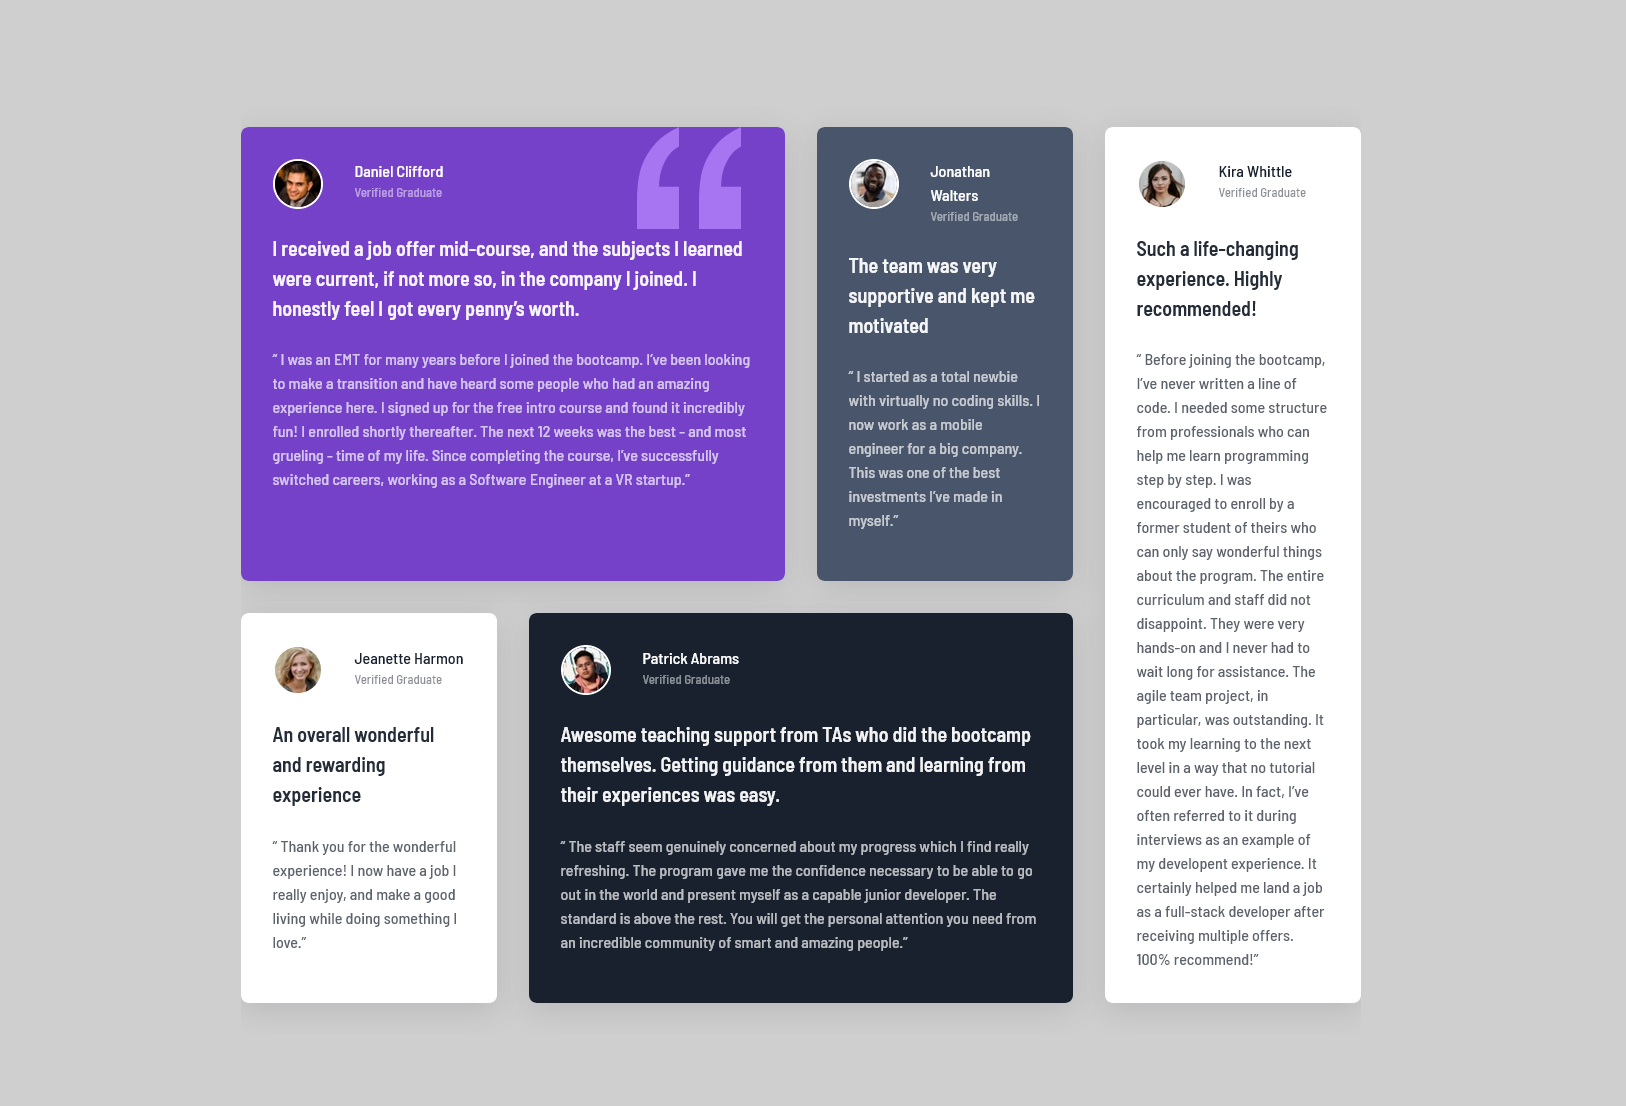 Daniel Clifford
Verified Graduate
I received a job offer mid-course, and the subjects I learned
were current, if not more so, in the company I joined. I
honestly feel I got every penny’s worth.
“ I was an EMT for many years before I joined the bootcamp. I’ve been looking
to make a transition and have heard some people who had an amazing
experience here. I signed up for the free intro course and found it incredibly
fun! I enrolled shortly thereafter. The next 12 weeks was the best - and most
grueling - time of my life. Since completing the course, I’ve successfully
switched careers, working as a Software Engineer at a VR startup.”
Jonathan
Walters
Verified Graduate
The team was very
supportive and kept me
motivated
“ I started as a total newbie
with virtually no coding skills. I
now work as a mobile
engineer for a big company.
This was one of the best
investments I’ve made in
myself.”
Kira Whittle
Verified Graduate
Such a life-changing
experience. Highly
recommended!
“ Before joining the bootcamp,
I’ve never written a line of
code. I needed some structure
from professionals who can
help me learn programming
step by step. I was
encouraged to enroll by a
former student of theirs who
can only say wonderful things
about the program. The entire
curriculum and staff did not
disappoint. They were very
hands-on and I never had to
wait long for assistance. The
agile team project, in
particular, was outstanding. It
took my learning to the next
level in a way that no tutorial
could ever have. In fact, I’ve
often referred to it during
interviews as an example of
my developent experience. It
certainly helped me land a job
as a full-stack developer after
receiving multiple offers.
100% recommend!”
Jeanette Harmon
Verified Graduate
An overall wonderful
and rewarding
experience
“ Thank you for the wonderful
experience! I now have a job I
really enjoy, and make a good
living while doing something I
love.”
Patrick Abrams
Verified Graduate
Awesome teaching support from TAs who did the bootcamp
themselves. Getting guidance from them and learning from
their experiences was easy.
“ The staff seem genuinely concerned about my progress which I find really
refreshing. The program gave me the confidence necessary to be able to go
out in the world and present myself as a capable junior developer. The
standard is above the rest. You will get the personal attention you need from
an incredible community of smart and amazing people.”